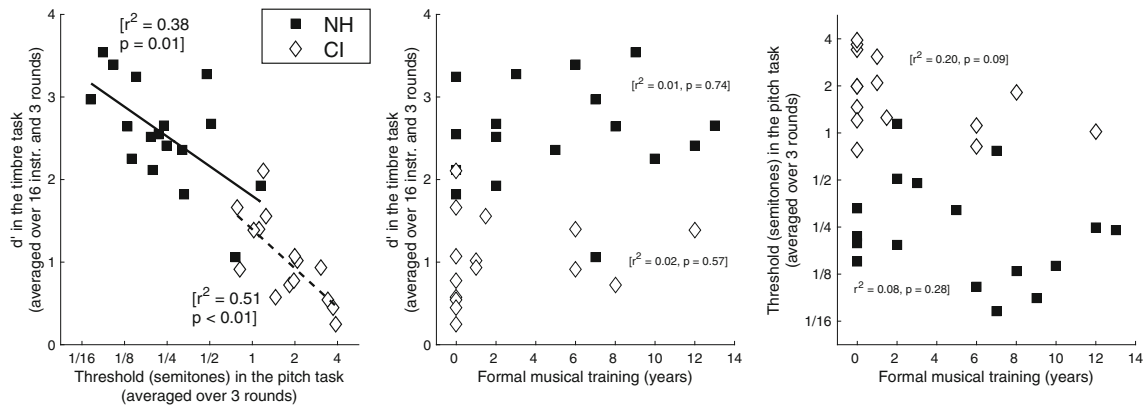 [r² = 0.38
p = 0.01]
NH
CI
4
3
2
1
0
d' in the timbre task
(averaged over 16 instr. and 3 rounds)
[r² = 0.51
p < 0.01]
1/16 1/8 1/4 1/2 1 2 4
Threshold (semitones) in the pitch task
(averaged over 3 rounds)
4
3
2
1
0
d' in the timbre task
(averaged over 16 instr. and 3 rounds)
[r² = 0.01, p = 0.74]
[r² = 0.02, p = 0.57]
0 2 4 6 8 10 12 14
Formal musical training (years)
4
2
1
1/2
1/4
1/8
1/16
Threshold (semitones) in the pitch task
(averaged over 3 rounds)
[r² = 0.20, p = 0.09]
r² = 0.08, p = 0.28]
0 2 4 6 8 10 12 14
Formal musical training (years)